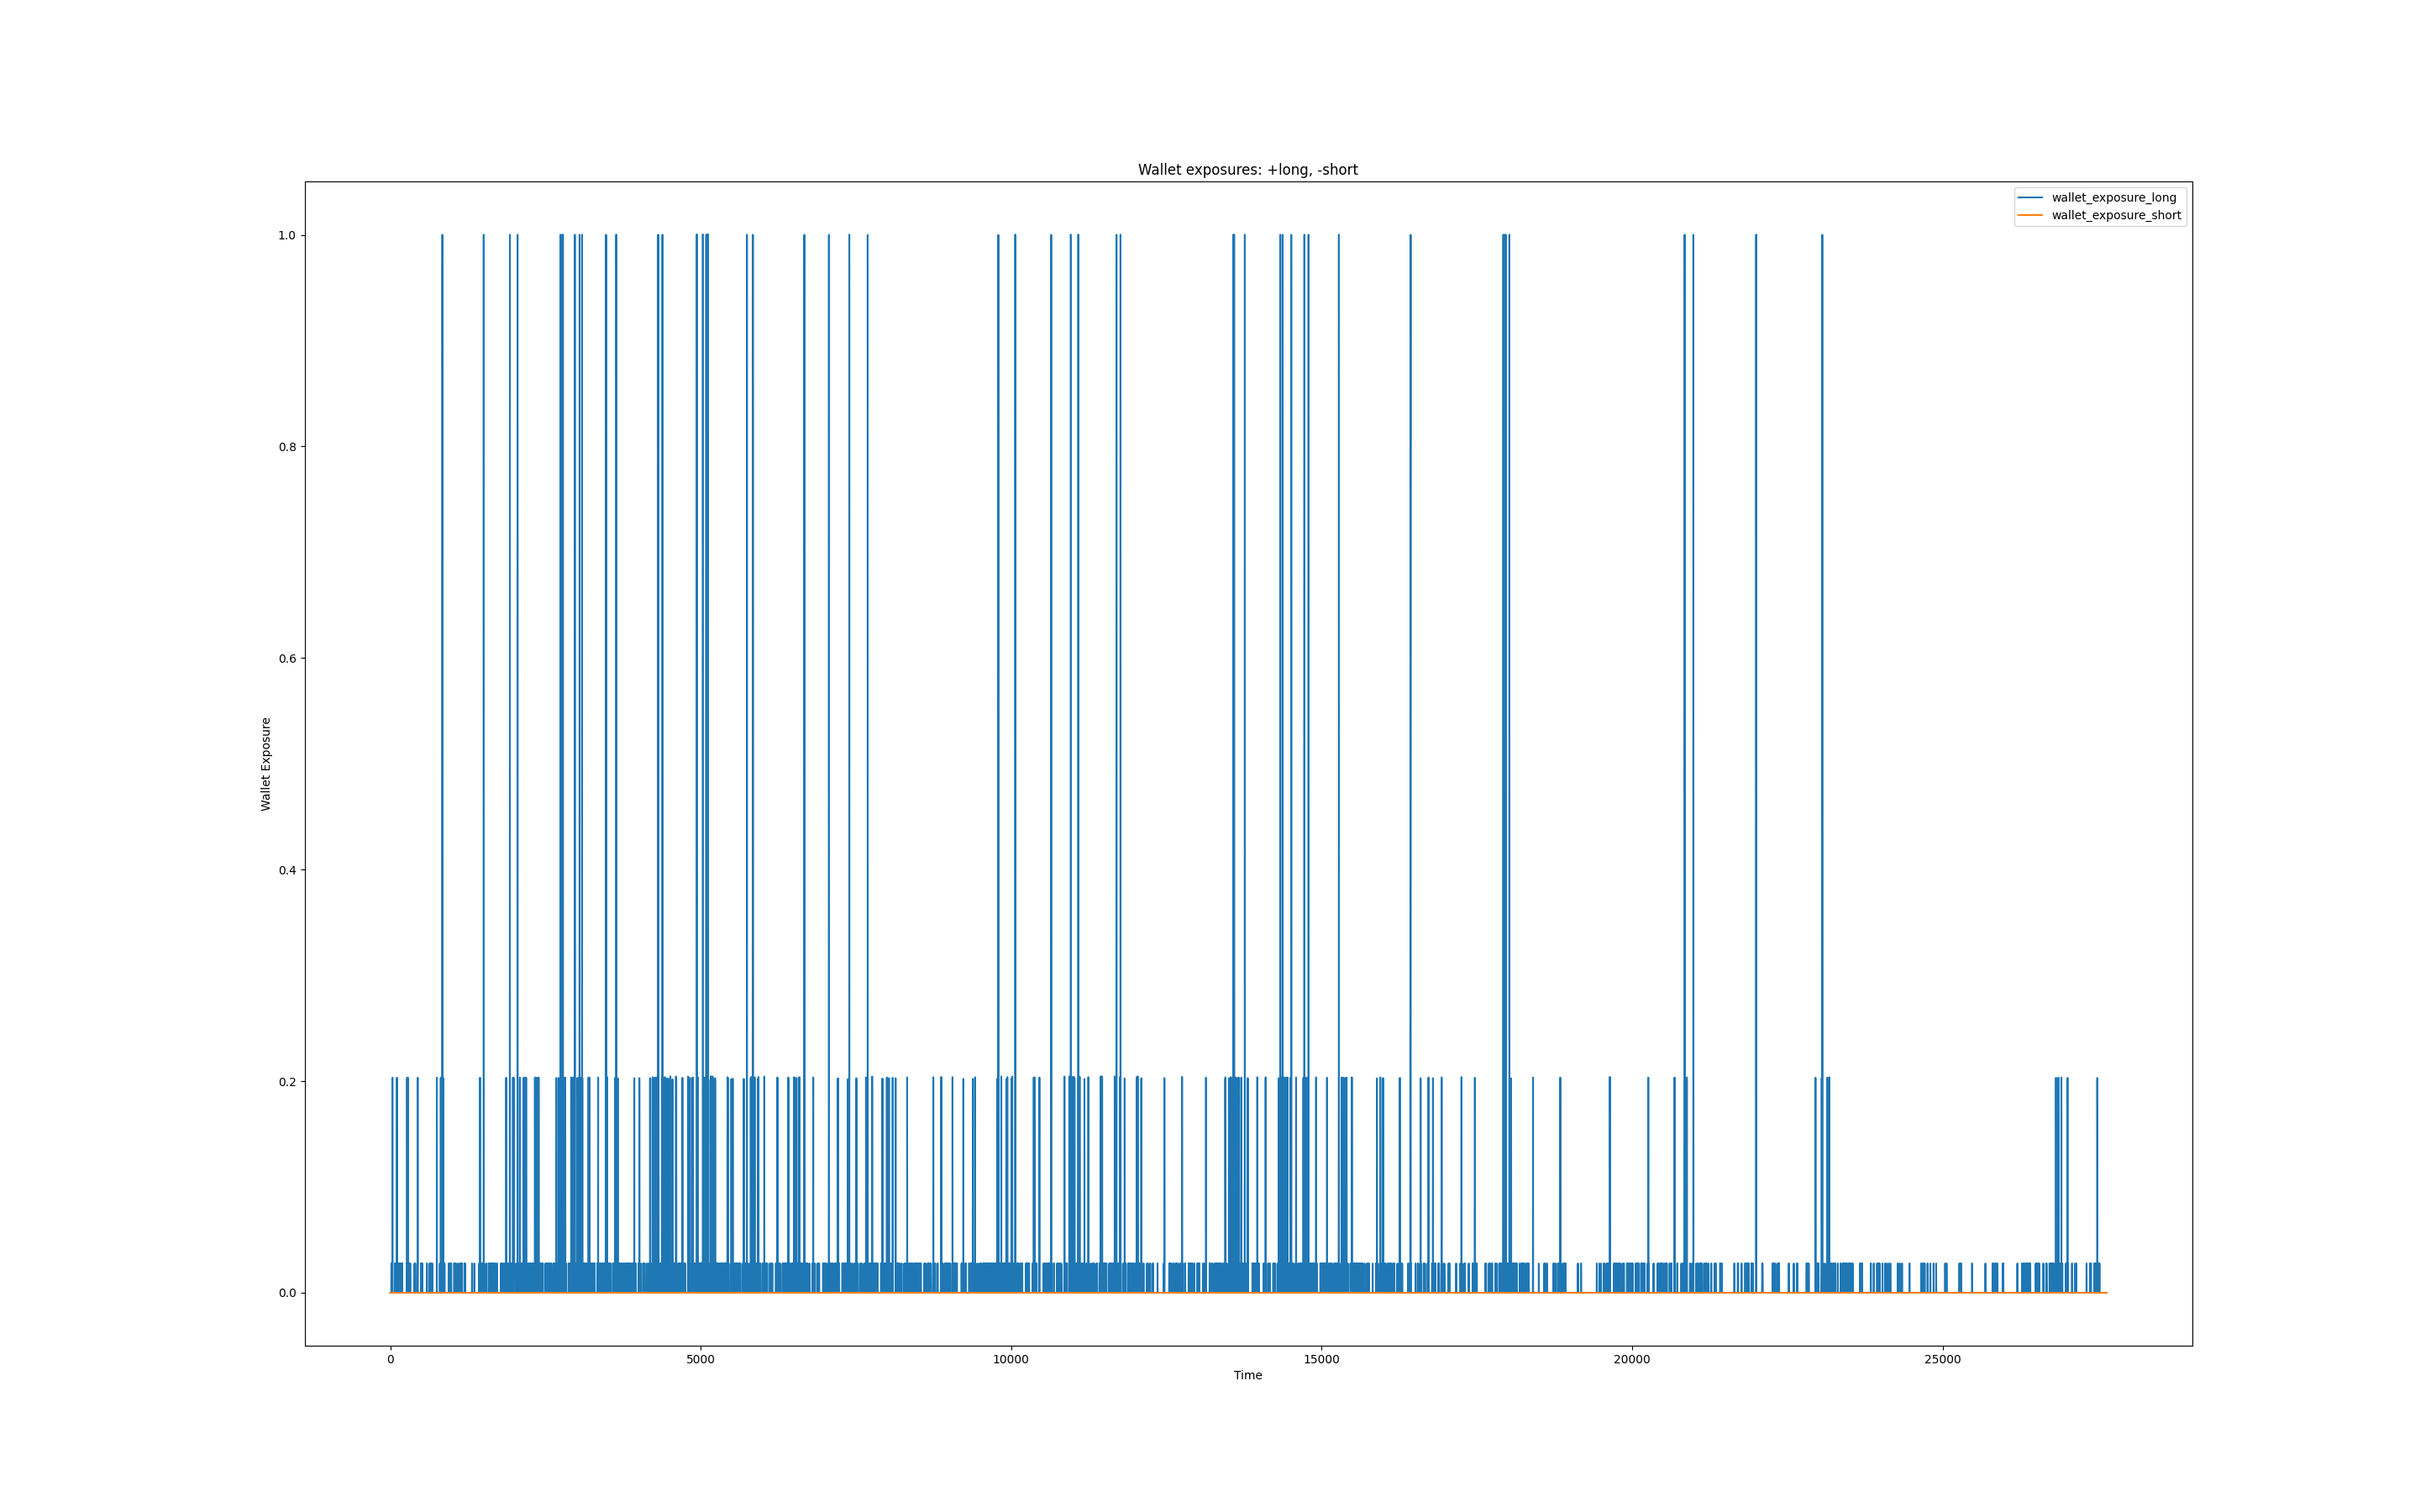 Wallet exposures: +long, -short
wallet_exposure_long
wallet_exposure_short
1.0
0.8
0.6
0.4
0.2
0.0
Wallet Exposure
0 5000 10000 15000 20000 25000
Time